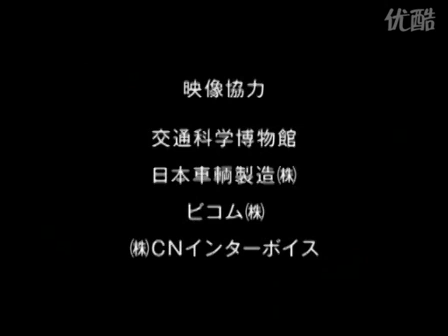 优酷
映像協力
交通科学博物館
日本車輌製造㈱
ビコム㈱
㈱CNインターボイス